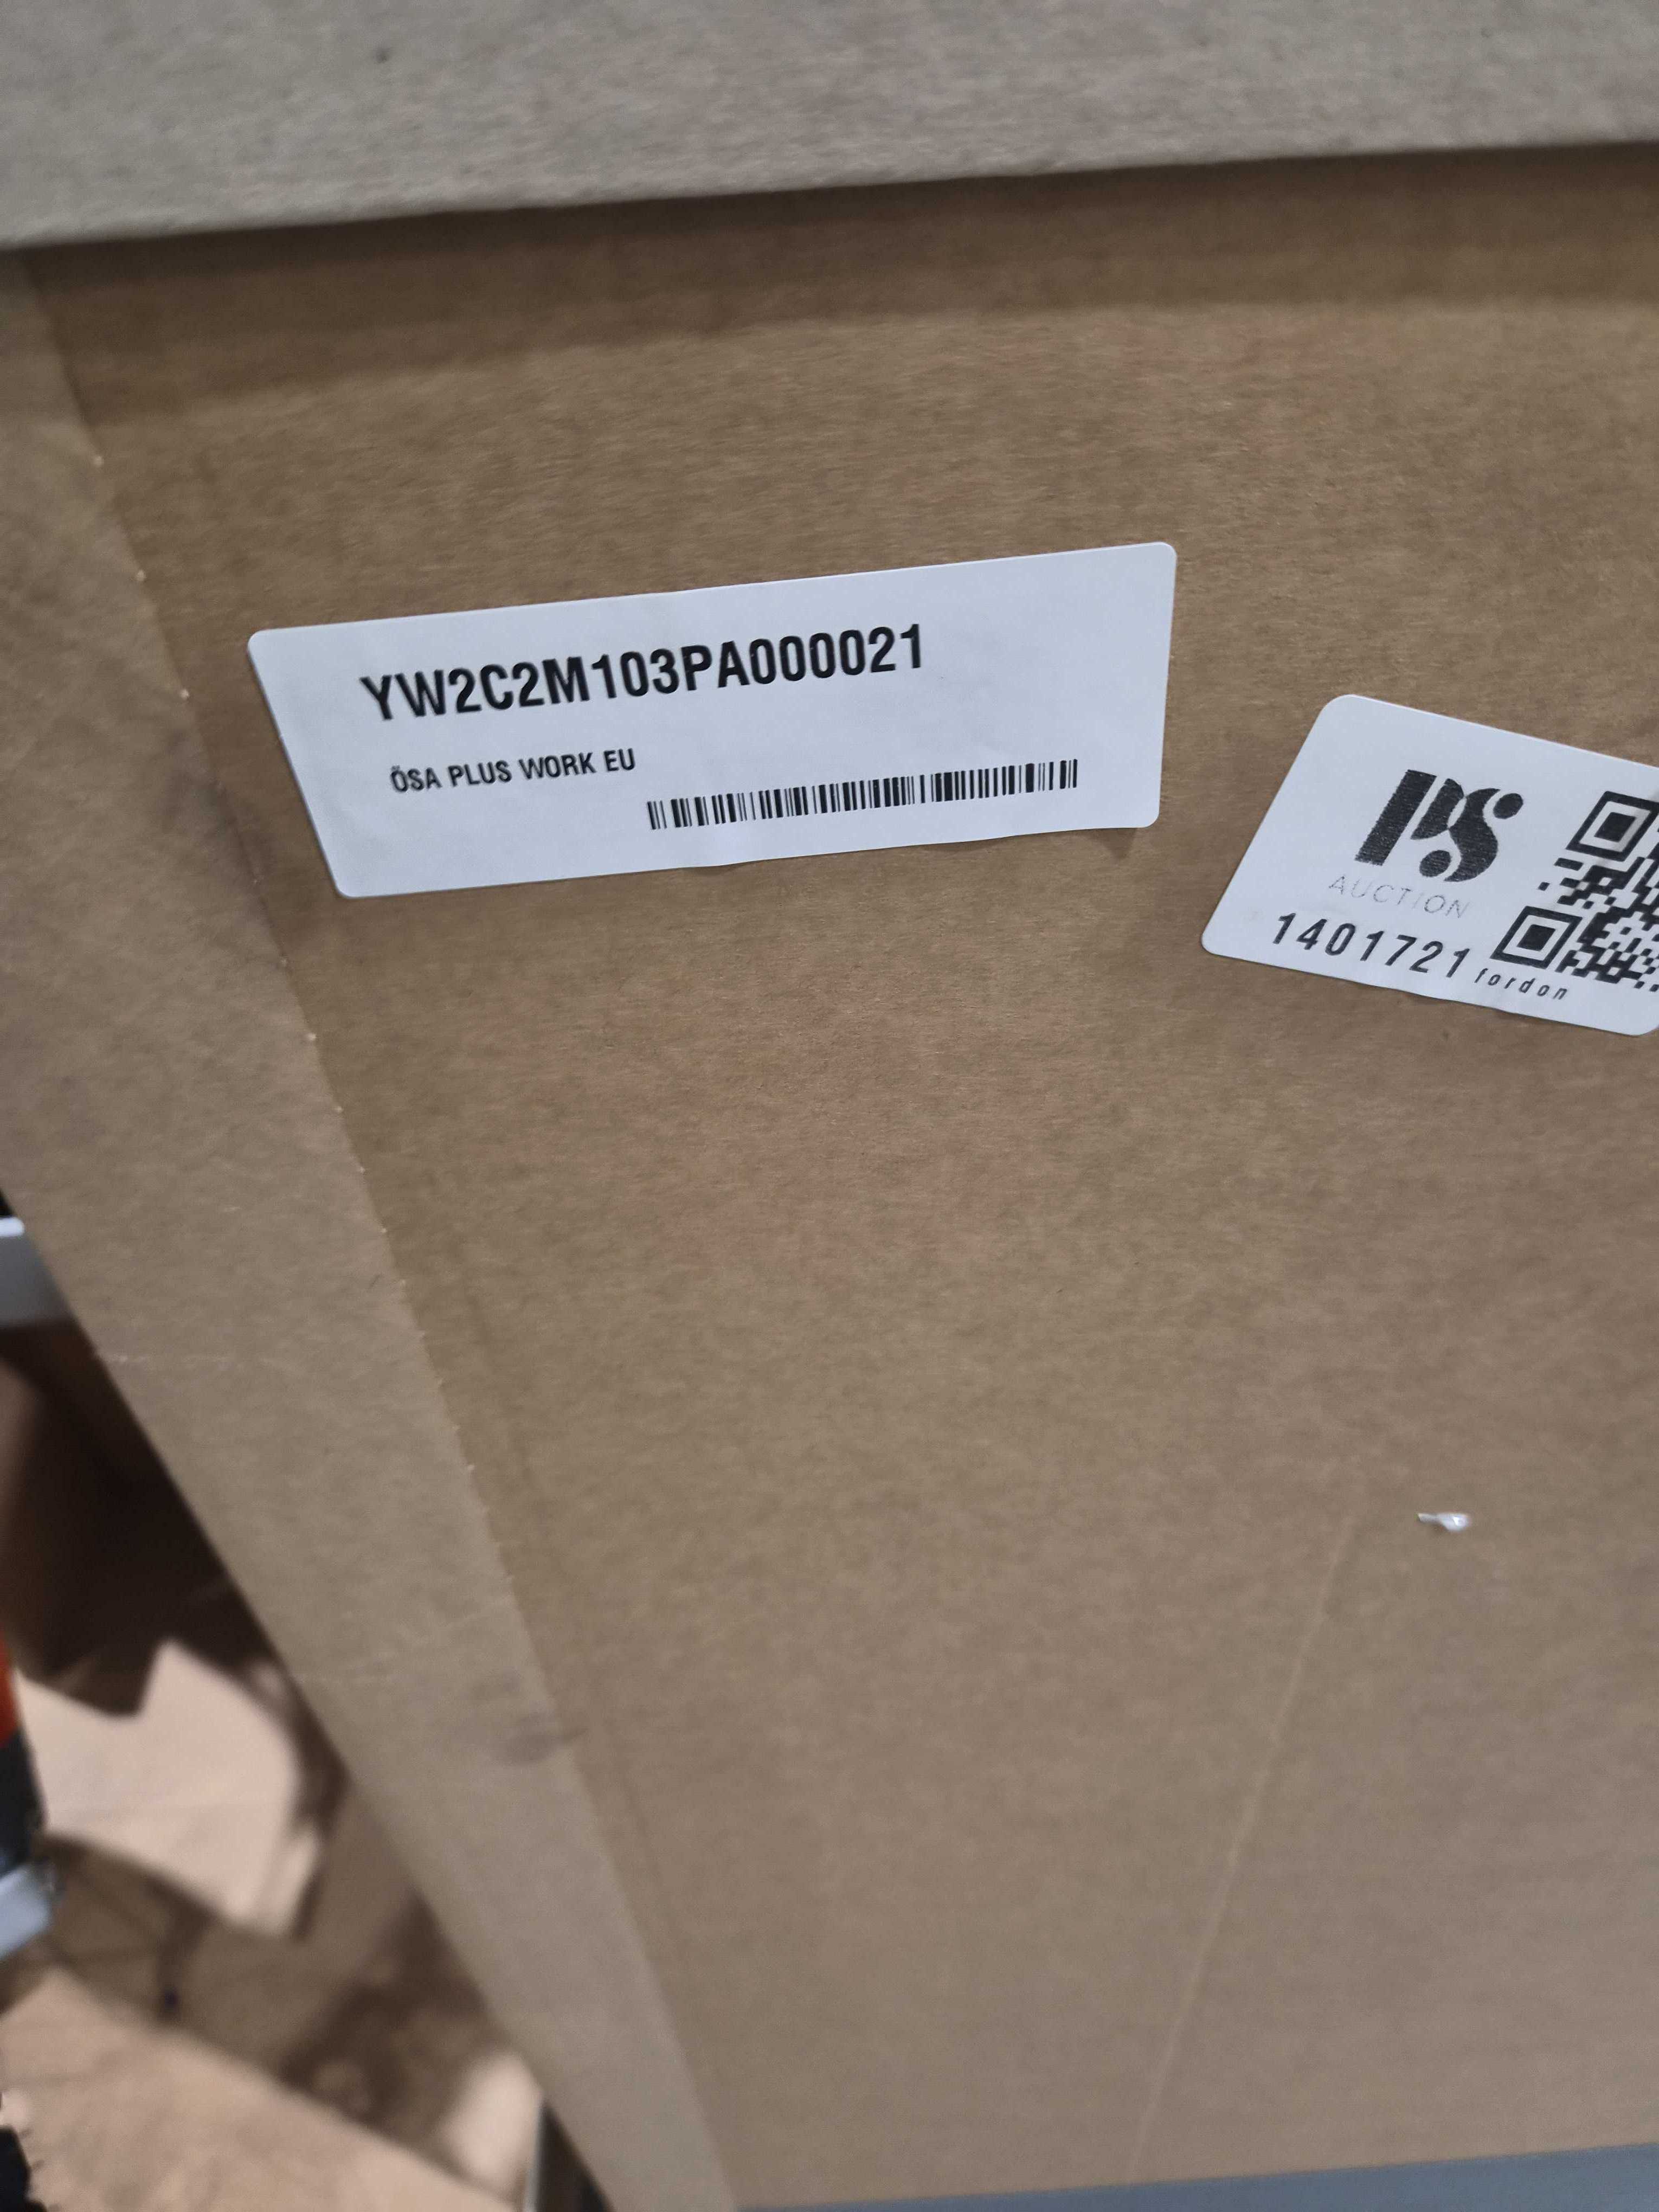 YW2C2M103PA000021
ÖSA PLUS WORK EU
PS
AUCTION
1401721
fordon